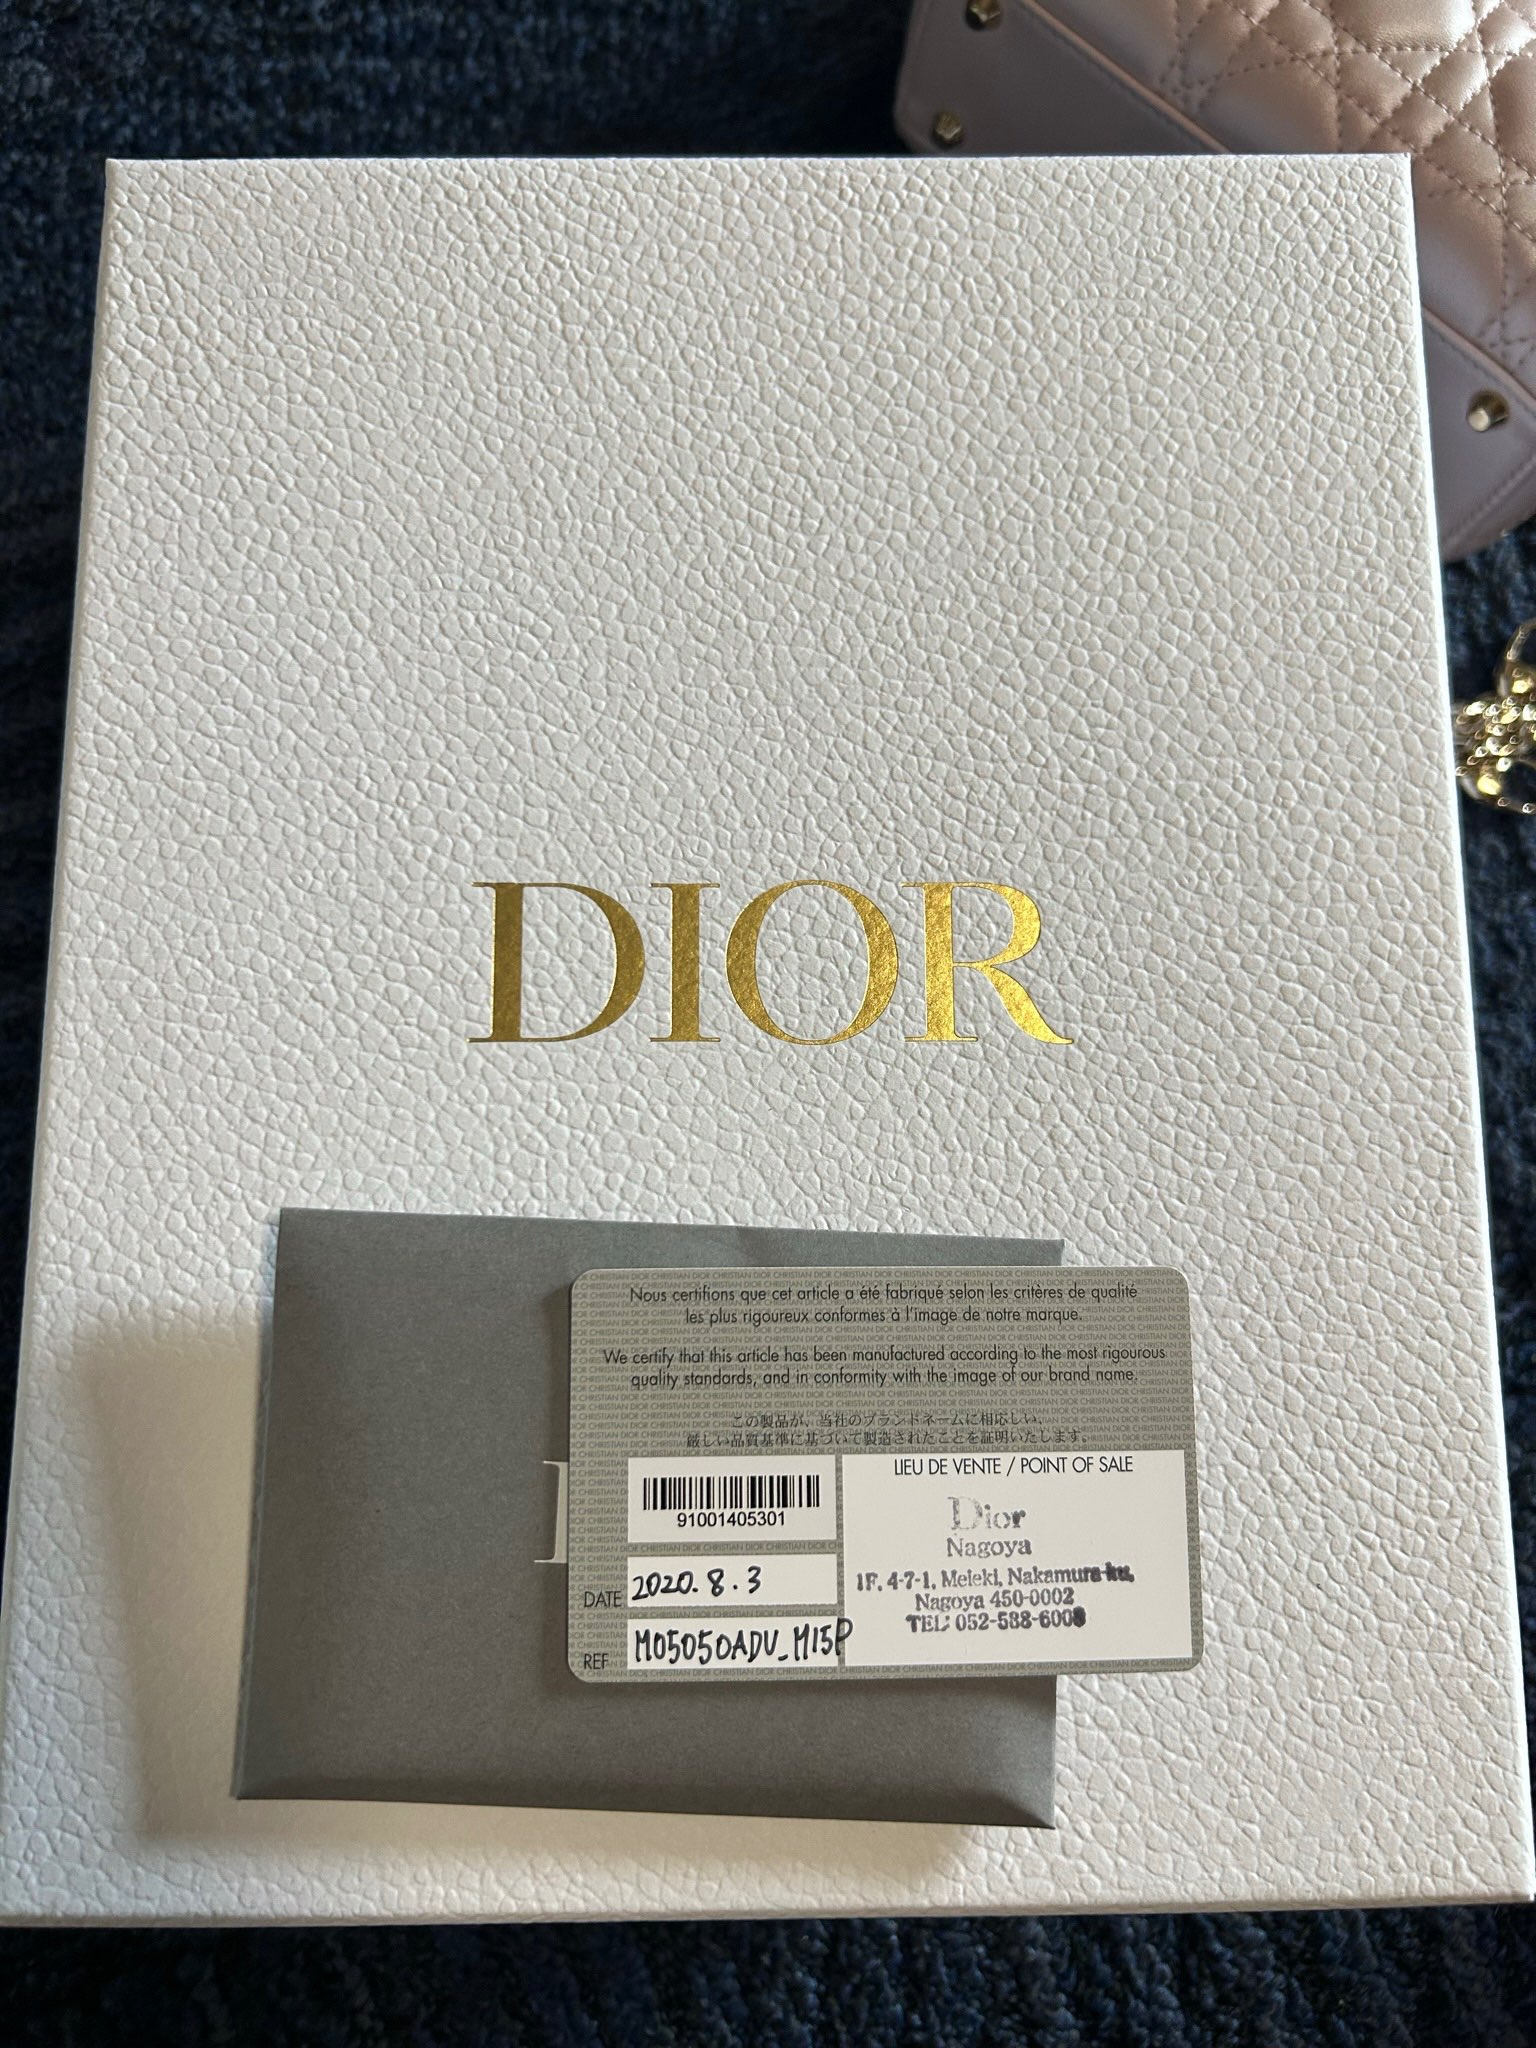 DIOR
Nous certifions que cet article a été fabriqué selon les critères de qualité
les plus rigoureux conformes à l'image de notre marque.
We certify that this article has been manufactured according to the most rigourous
quality standards, and in conformity with the image of our brand name.
この製品が、当社のブランドネームに相応しい、
厳しい品質基準に基づいて製造されたことを証明いたします。
91001405301
DATE 2020.8.3
REF M05050ADV_M15P
LIEU DE VENTE / POINT OF SALE
Dior
Nagoya
1F, 4-7-1, Meieki, Nakamura-ku,
Nagoya 450-0002
TEL: 052-588-6008